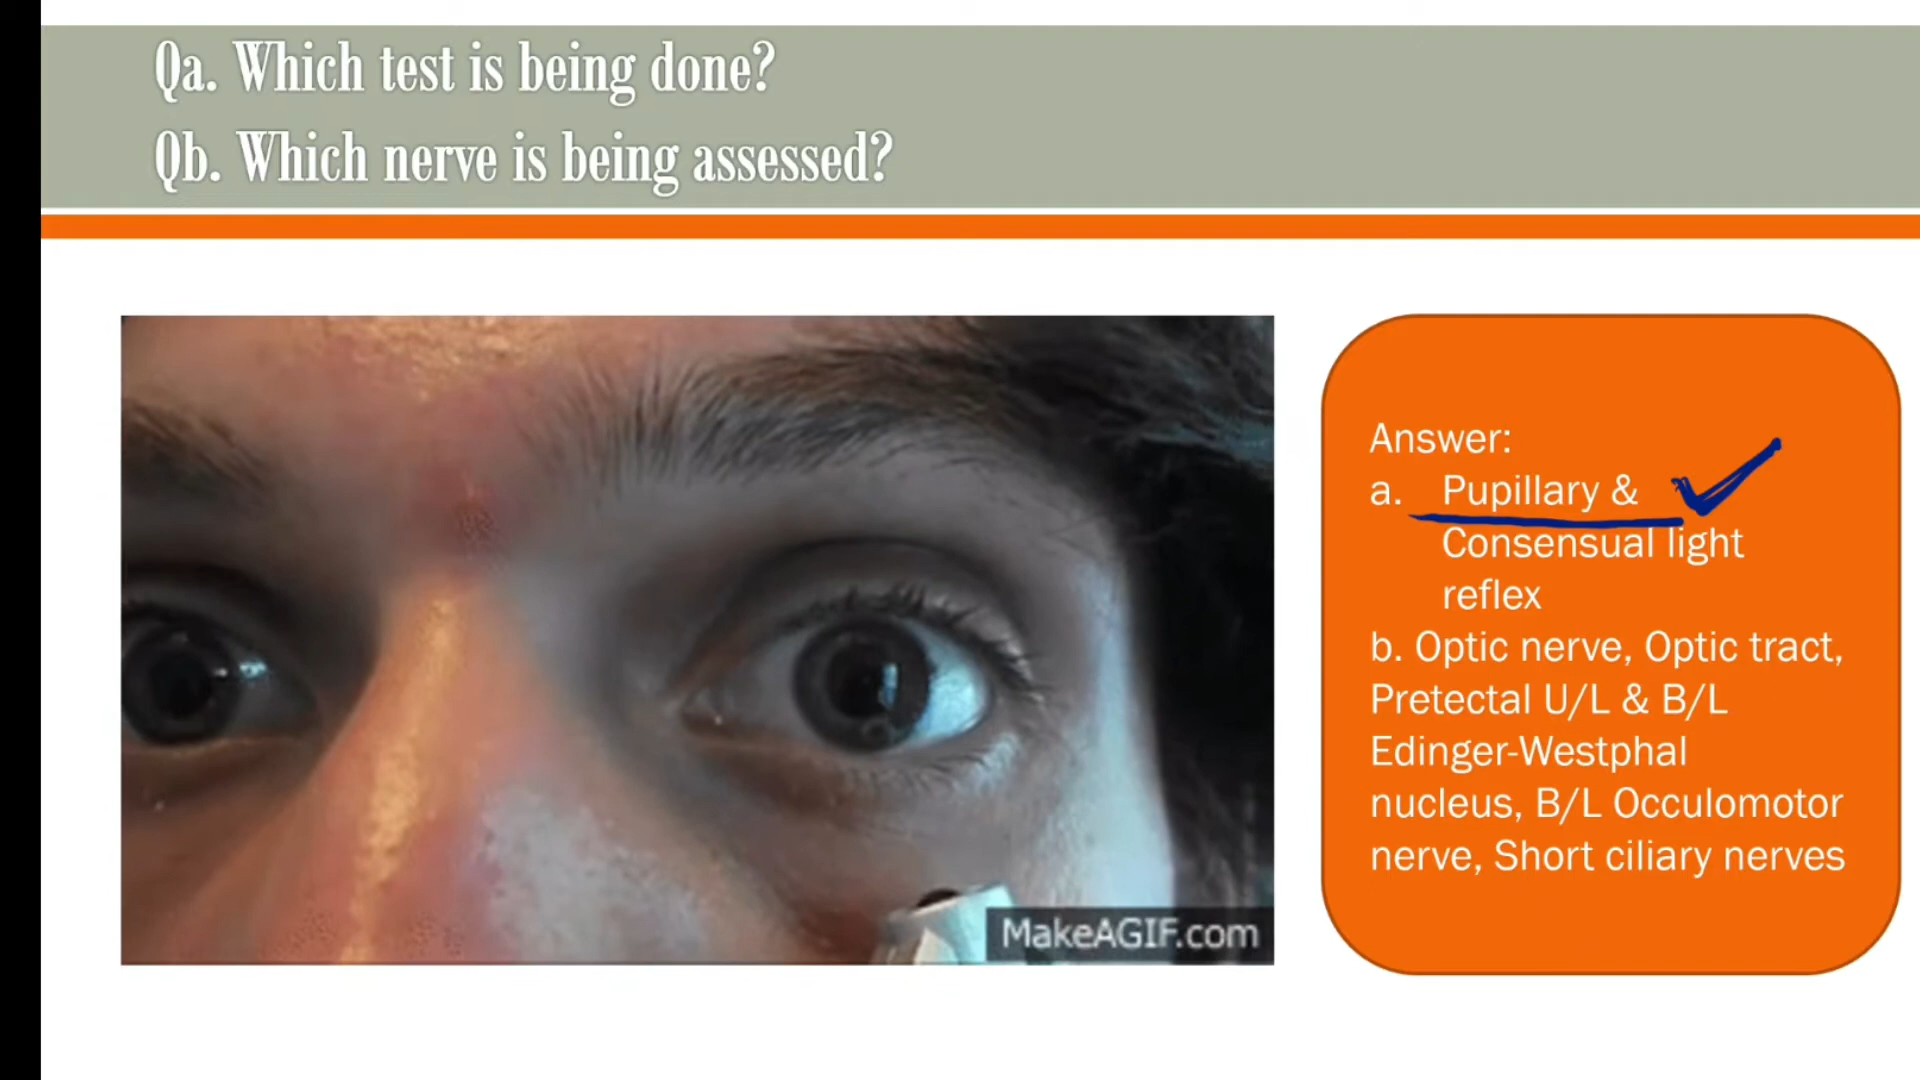 Qa. Which test is being done?
Qb. Which nerve is being assessed?
Answer:
a. Pupillary &
Consensual light
reflex
b. Optic nerve, Optic tract,
Pretectal U/L & B/L
Edinger-Westphal
nucleus, B/L Occulomotor
nerve, Short ciliary nerves
MakeAGIF.com